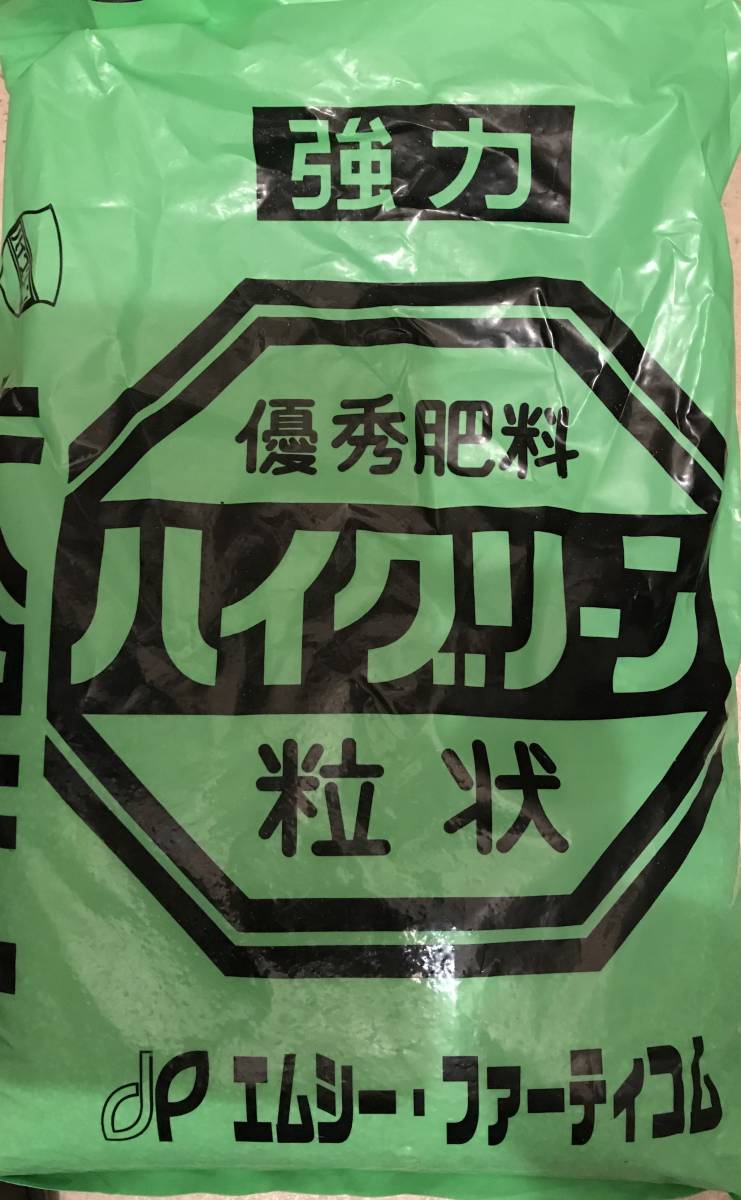 強力
優秀肥料
ハイグリーン
粒状
dp エムシー・ファーティコム